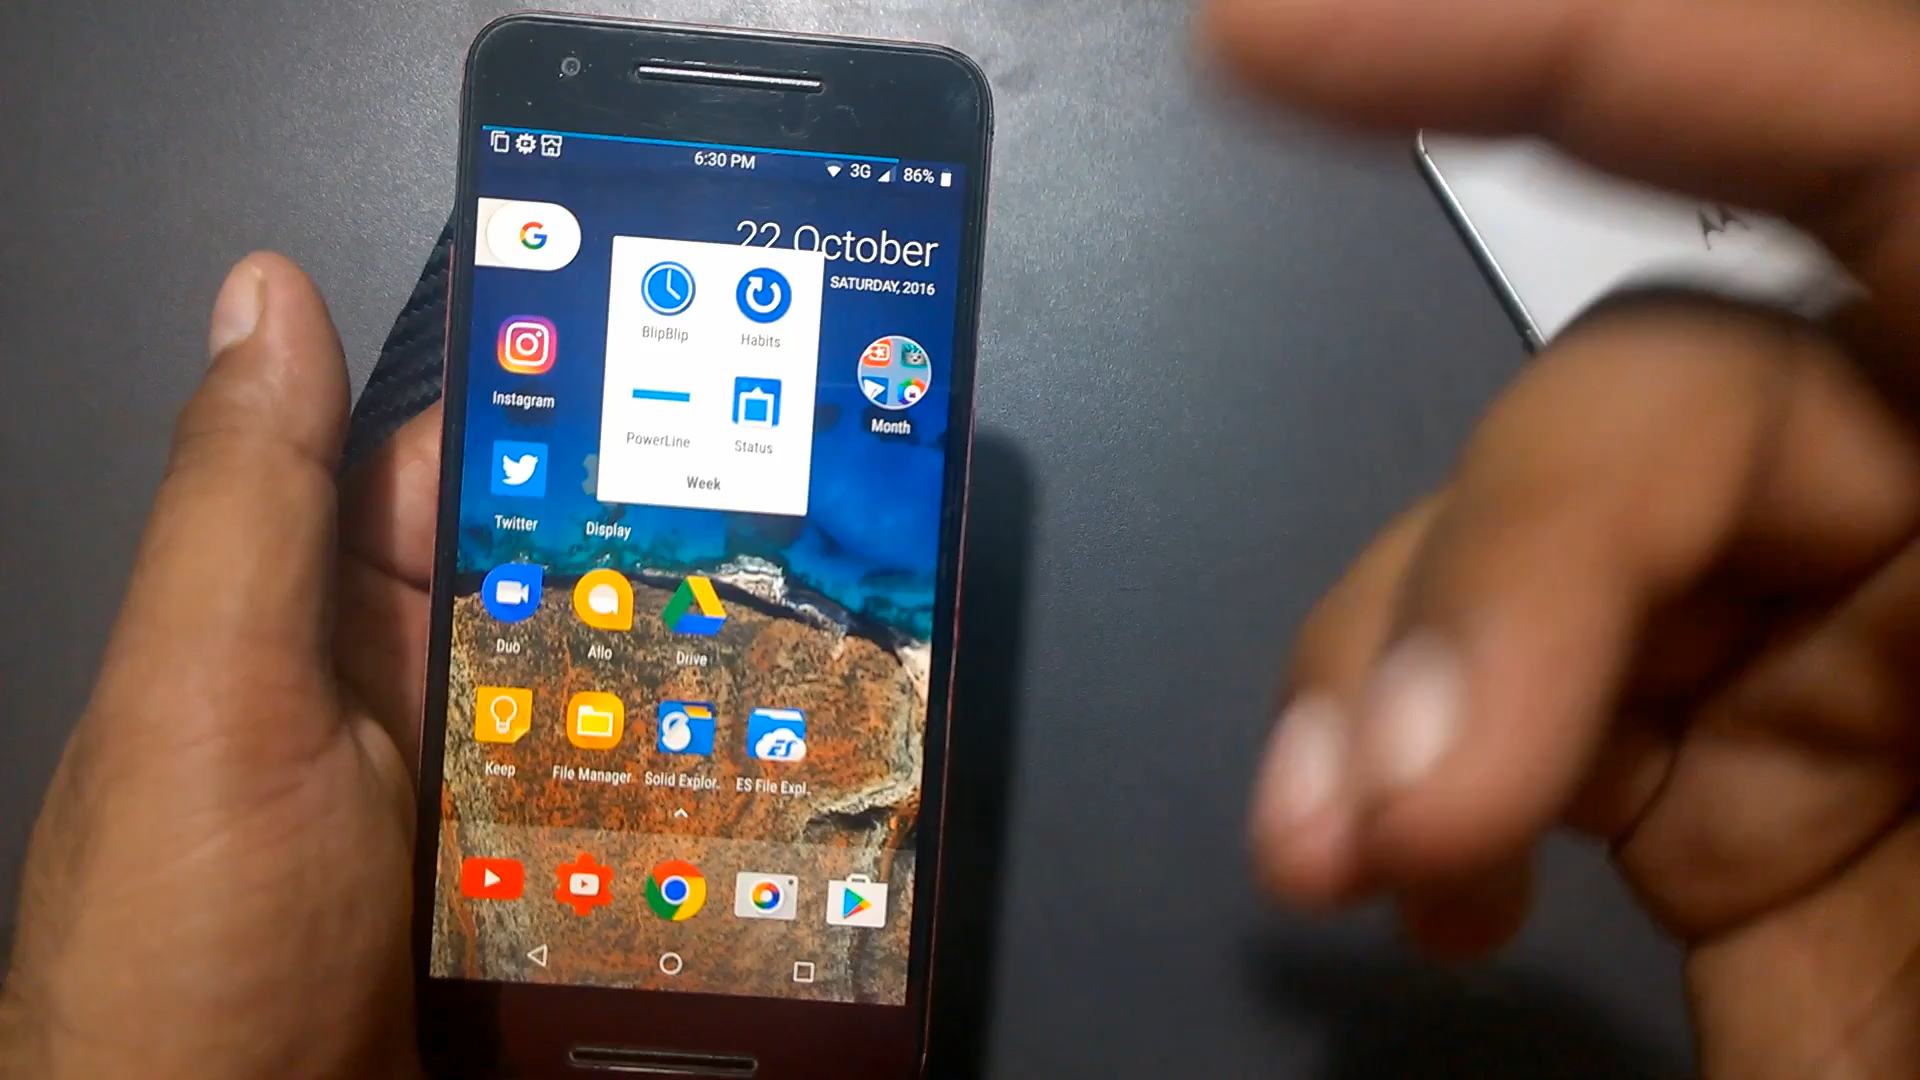 6:30 PM
3G
86%
G
22 October
SATURDAY, 2016
BlipBlip
Habits
Instagram
PowerLine
Status
Month
Week
Twitter
Display
Duo
Allo
Drive
ES
Keep
File Manager
Solid Explor..
ES File Expl..